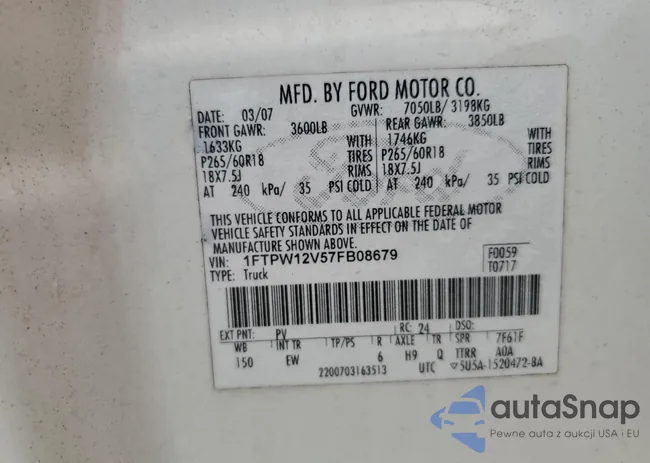 MFD. BY FORD MOTOR CO.
DATE: 03/07 GVWR: 7050LB/ 3198KG
FRONT GAWR: 3600LB REAR GAWR: 3850LB
1633KG WITH 1746KG WITH
P265/60R18 TIRES P265/60R18 TIRES
18X7.5J RIMS 18X7.5J RIMS
AT 240 kPa/ 35 PSI COLD AT 240 kPa/ 35 PSI COLD
THIS VEHICLE CONFORMS TO ALL APPLICABLE FEDERAL MOTOR
VEHICLE SAFETY STANDARDS IN EFFECT ON THE DATE OF
MANUFACTURE SHOWN ABOVE.
VIN: 1FTPW12V57FB08679 F0059
TYPE: Truck T0717
EXT PNT: PV RC: 24 DSO:
WB INT TR TP/PS R AXLE TR SPR 7F61F
150 EW 6 H9 Q TTRR A0A
2200703163513 UTC ▽5U5A-1520472-BA
Ford
autaSnap
Pewne auta z aukcji USA i EU